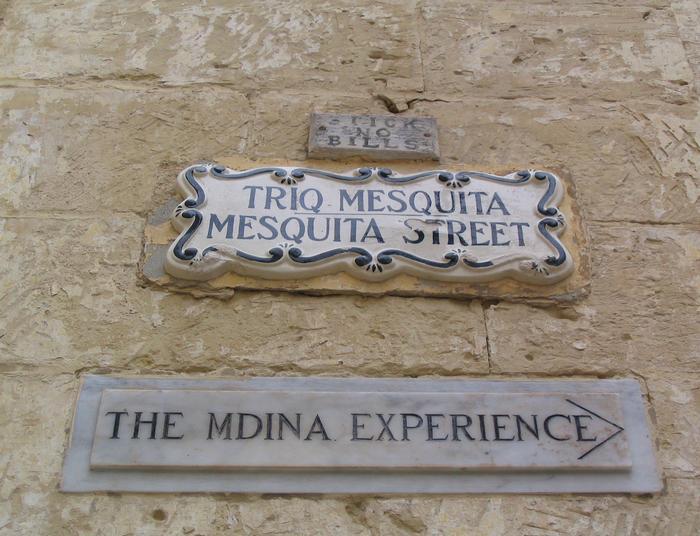 STICK
NO
BILLS
TRIQ MESQUITA
MESQUITA STREET
THE MDINA EXPERIENCE